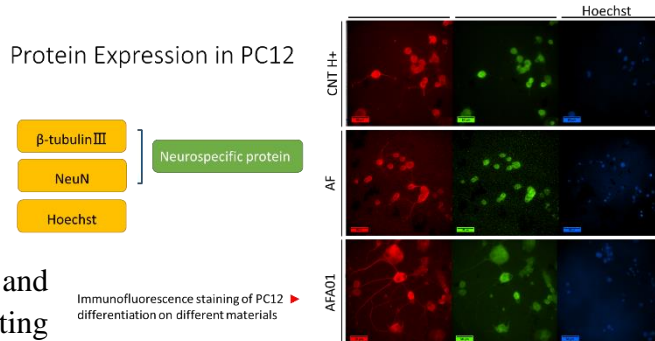 Protein Expression in PC12
β-tubulinⅢ
NeuN
Hoechst
Neurospecific protein
and
ting
Immunofluorescence staining of PC12
differentiation on different materials
Hoechst
CNT H+
AF
AFA01